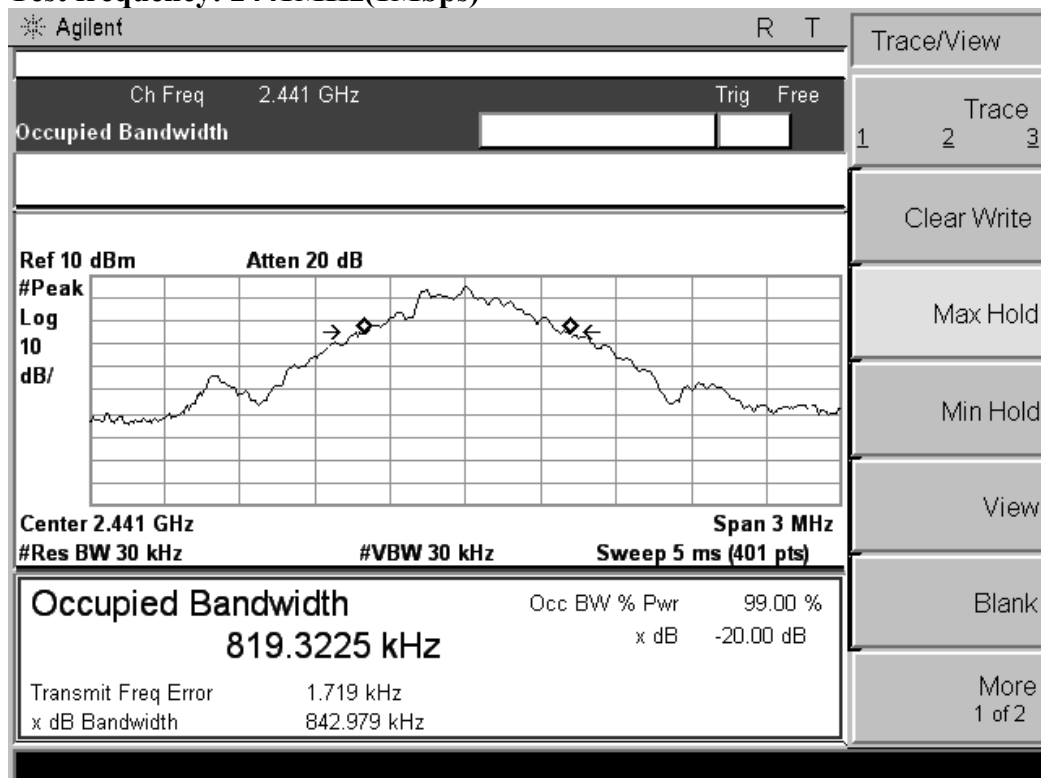 Test frequency: 2441MHz(1Mbps)
Agilent R T
Ch Freq 2.441 GHz Trig Free
Occupied Bandwidth
Ref 10 dBm Atten 20 dB
#Peak
Log
10
dB/
Center 2.441 GHz Span 3 MHz
#Res BW 30 kHz #VBW 30 kHz Sweep 5 ms (401 pts)
Occupied Bandwidth
819.3225 kHz
Occ BW % Pwr 99.00 %
x dB -20.00 dB
Transmit Freq Error 1.719 kHz
x dB Bandwidth 842.979 kHz
Trace/View
Trace
1 2 3
Clear Write
Max Hold
Min Hold
View
Blank
More
1 of 2